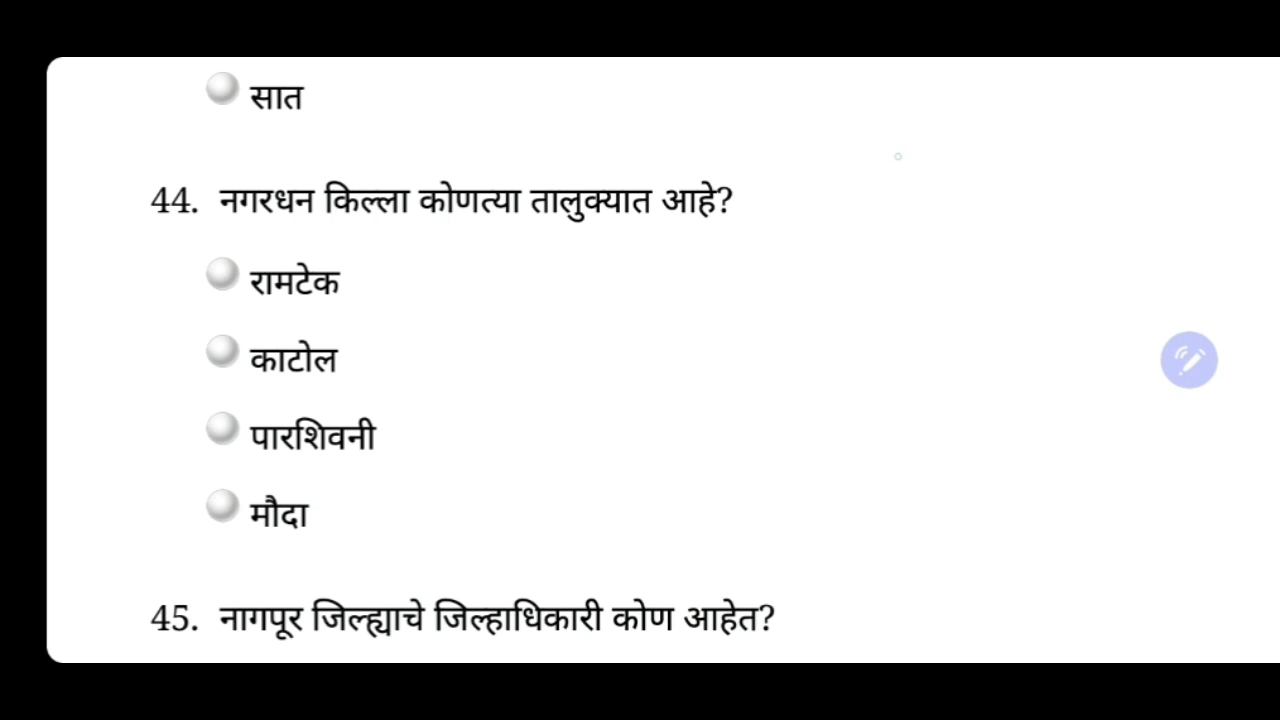 सात
44. नगरधन किल्ला कोणत्या तालुक्यात आहे?
रामटेक
काटोल
पारशिवनी
मौदा
45. नागपूर जिल्ह्याचे जिल्हाधिकारी कोण आहेत?